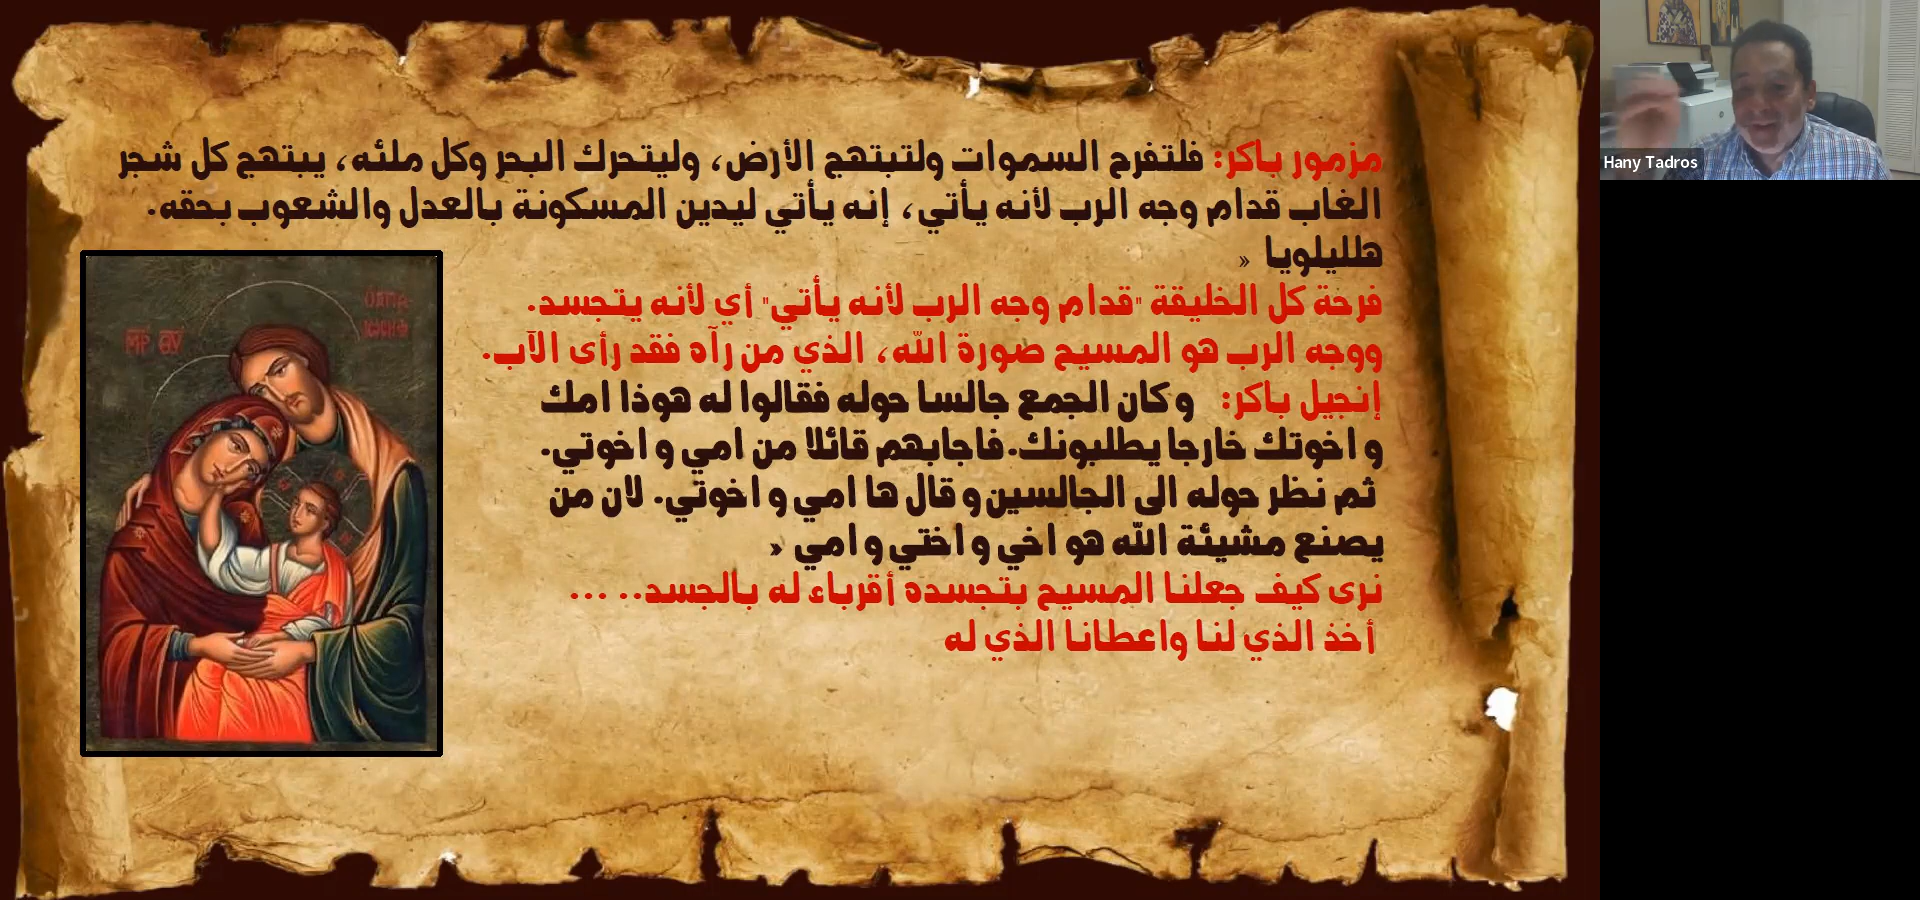 مزمور باكر: فلتفرح السموات ولتبتهج الأرض، وليتحرك البحر وكل ملئه، يبتهج كل شجر
الغاب قدام وجه الرب لأنه يأتي، إنه يأتي ليدين المسكونة بالعدل والشعوب بحقه.
هلليلويا »
فرحة كل الخليقة "قدام وجه الرب لأنه يأتي" أي لأنه يتجسد.
ووجه الرب هو المسيح صورة الله، الذي من رآه فقد رأى الآب.
إنجيل باكر: و كان الجمع جالسا حوله فقالوا له هوذا امك
و اخوتك خارجا يطلبونك.فاجابهم قائلا من امي و اخوتي.
ثم نظر حوله الى الجالسين و قال ها امي و اخوتي. لان من
يصنع مشيئة الله هو اخي و اختي و امي »
نرى كيف جعلنا المسيح بتجسده أقرباء له بالجسد.. ...
أخذ الذي لنا واعطانا الذي له
Hany Tadros